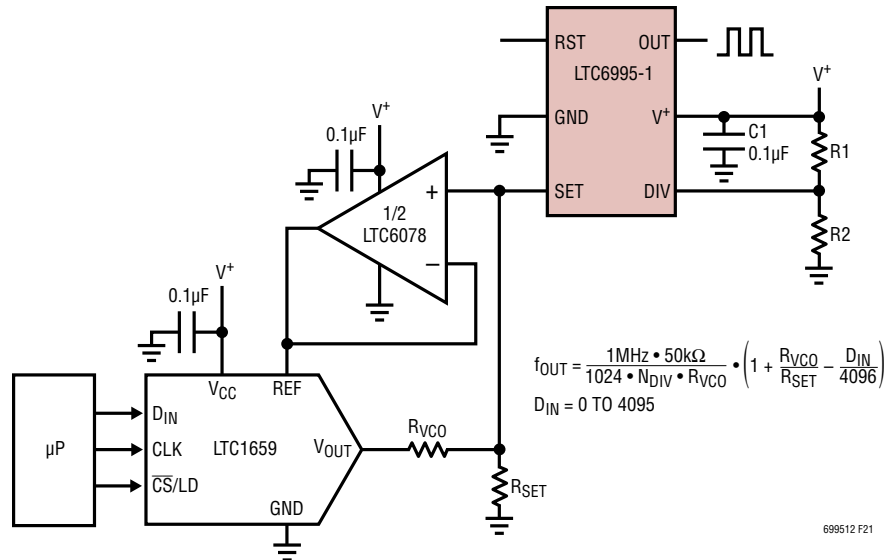 RST
OUT
LTC6995-1
GND
V+
SET
DIV
V+
C1
0.1µF
R1
R2
V+
0.1µF
+
1/2
LTC6078
–
V+
0.1µF
VCC
REF
µP
DIN
CLK
CS/LD
LTC1659
VOUT
GND
RVCO
RSET
fOUT = 1MHz • 50kΩ / 1024 • NDIV • RVCO • (1 + RVCO/RSET – DIN/4096)
DIN = 0 TO 4095
699512 F21